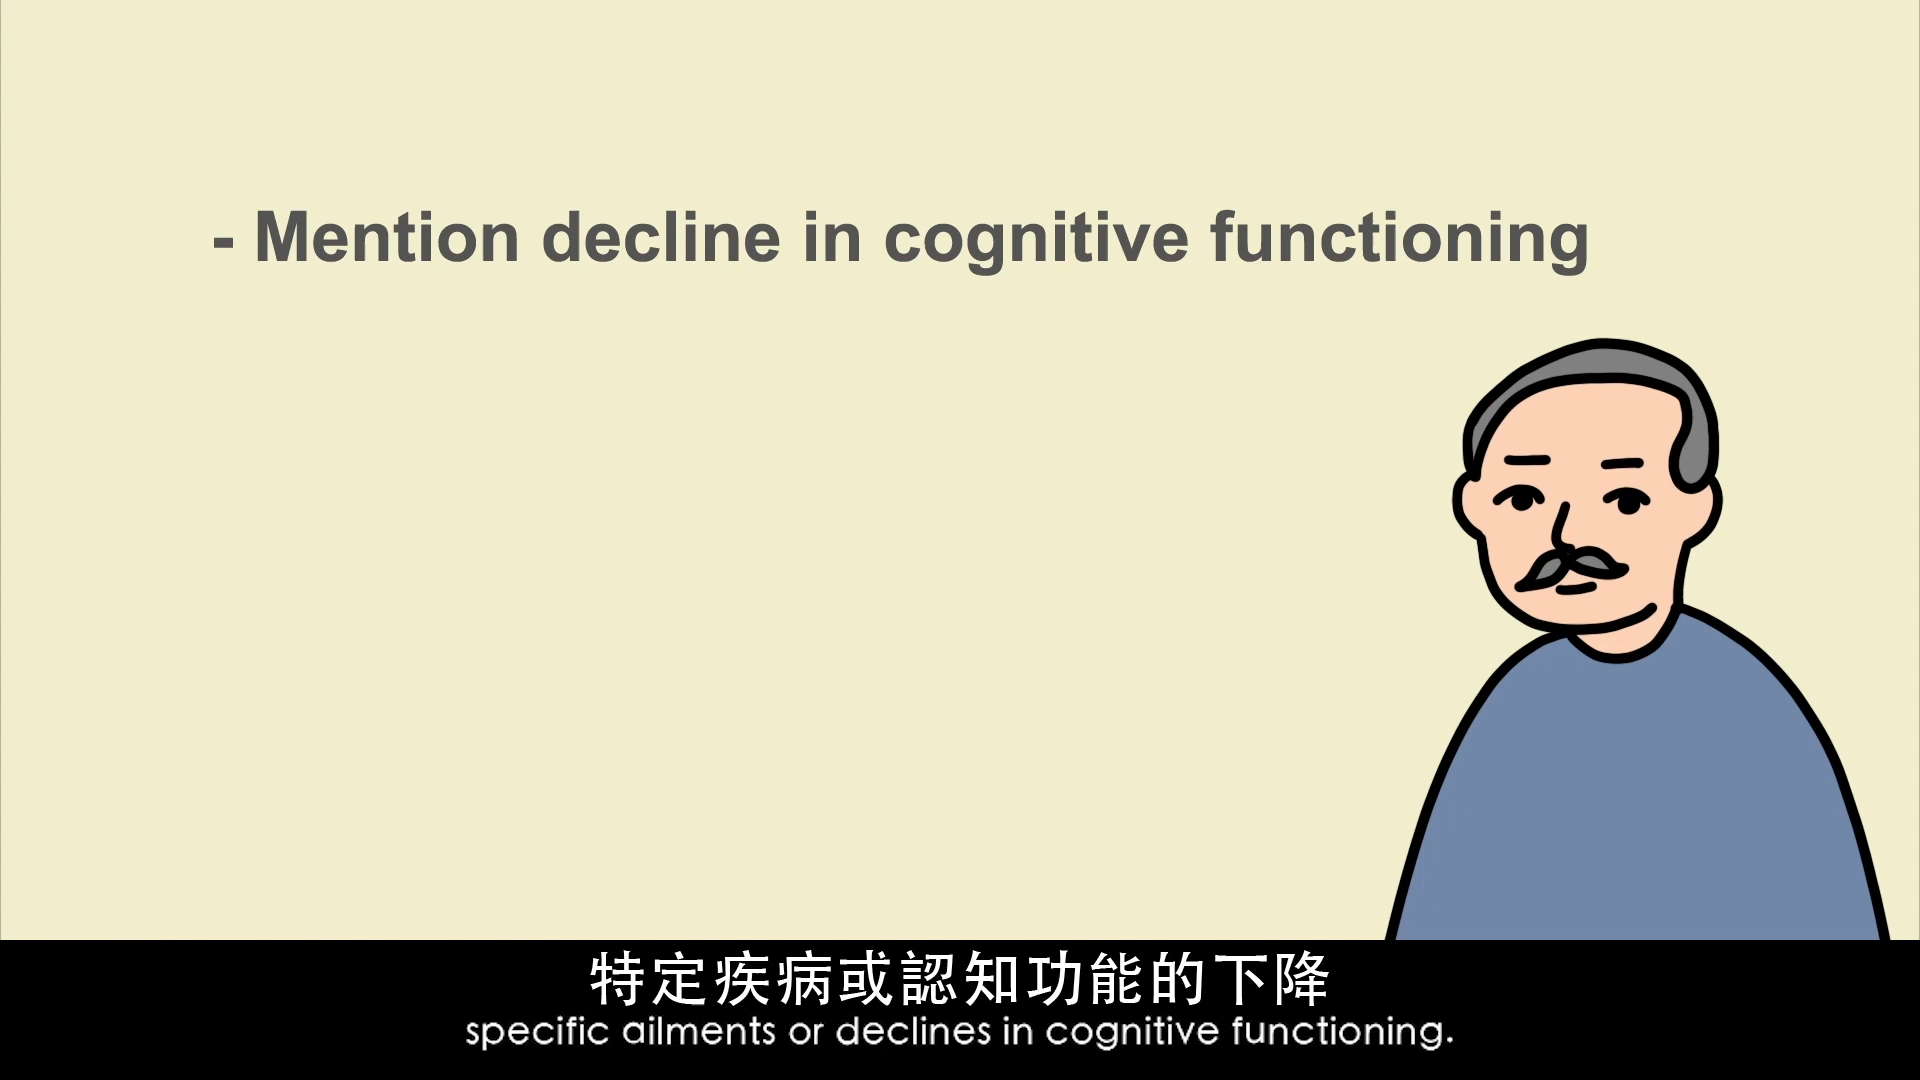 - Mention decline in cognitive functioning
特定疾病或認知功能的下降
specific ailments or declines in cognitive functioning.